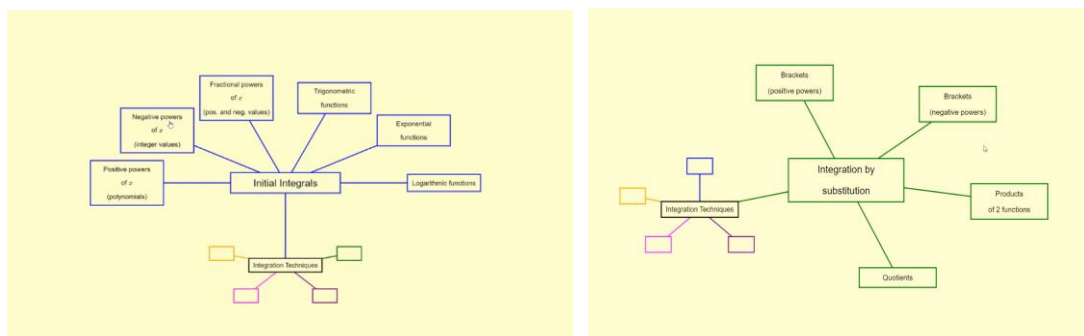 Fractional powers
of x
(pos. and neg. values)
Trigonometric
functions
Negative powers
of x
(integer values)
Exponential
functions
Positive powers
of x
(polynomials)
Initial Integrals
Logarithmic functions
Integration Techniques
Brackets
(positive powers)
Brackets
(negative powers)
Integration by
substitution
Products
of 2 functions
Integration Techniques
Quotients